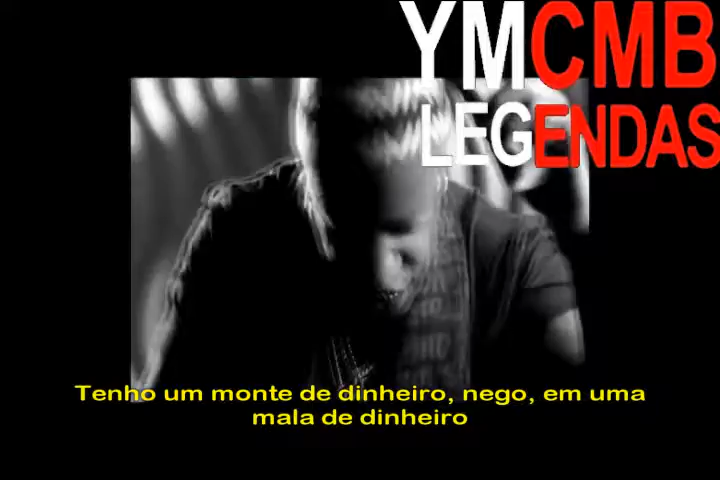 YMCMB
LEGENDAS
Tenho um monte de dinheiro, nego, em uma
mala de dinheiro